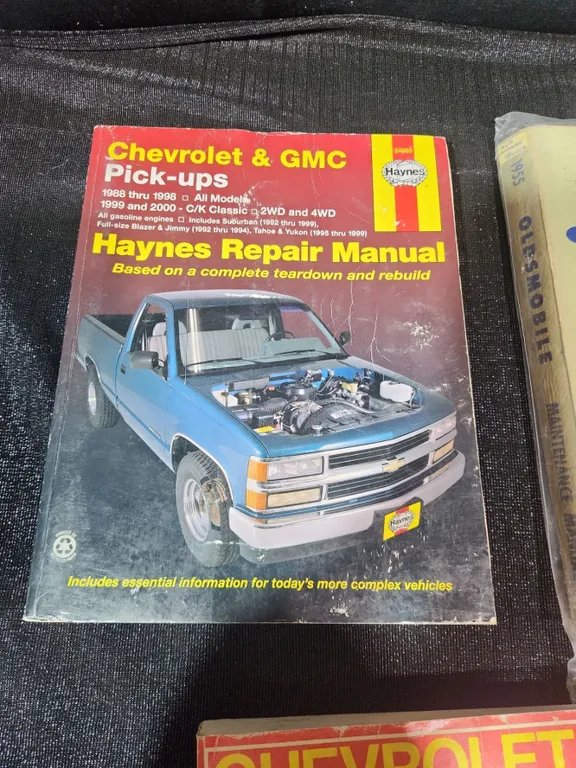 Chevrolet & GMC
Pick-ups
1988 thru 1998 □ All Models
1999 and 2000 - C/K Classic □ 2WD and 4WD
All gasoline engines □ Includes Suburban (1992 thru 1999),
Full-size Blazer & Jimmy (1992 thru 1994), Tahoe & Yukon (1995 thru 1999)
Haynes
Haynes Repair Manual
Based on a complete teardown and rebuild
Haynes
Includes essential information for today's more complex vehicles
1955 OLDSMOBILE MAINTENANCE
CHEVROLET